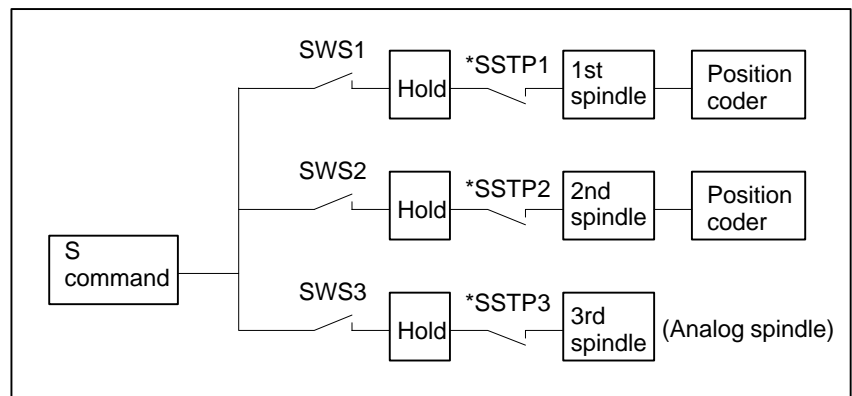 SWS1
Hold
*SSTP1
1st
spindle
Position
coder
SWS2
Hold
*SSTP2
2nd
spindle
Position
coder
S
command
SWS3
Hold
*SSTP3
3rd
spindle
(Analog spindle)